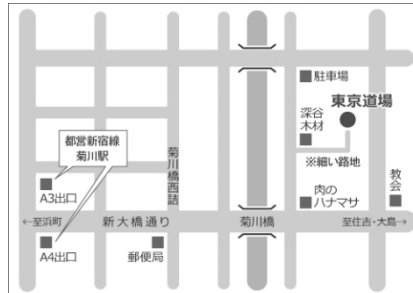 駐車場
東京道場
深谷
木材
※細い路地
都営新宿線
菊川駅
菊川橋西詰
A3出口
肉の
ハナマサ
教会
←至浜町
新大橋通り
菊川橋
至住吉・大島→
A4出口
郵便局